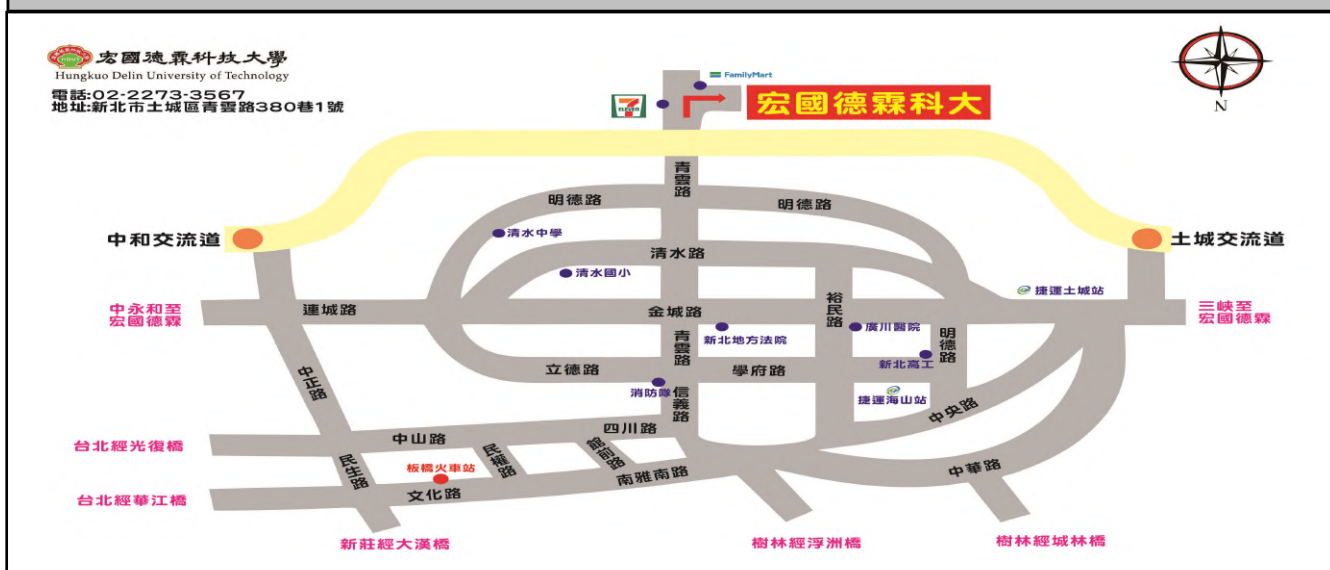 宏國德霖科技大學
Hungkuo Delin University of Technology
電話:02-2273-3567
地址:新北市土城區青雲路380巷1號
FamilyMart
7
ELEVEn
宏國德霖科大
N
青雲路
明德路
明德路
清水中學
中和交流道
土城交流道
清水路
清水國小
捷運土城站
中永和至
宏國德霖
連城路
金城路
裕民路
三峽至
宏國德霖
青雲路
新北地方法院
廣川醫院
明德路
中正路
立德路
學府路
新北高工
消防隊
信義路
捷運海山站
中央路
台北經光復橋
中山路
四川路
民權路
館前路
民生路
板橋火車站
南雅南路
中華路
台北經華江橋
文化路
新莊經大漢橋
樹林經浮洲橋
樹林經城林橋